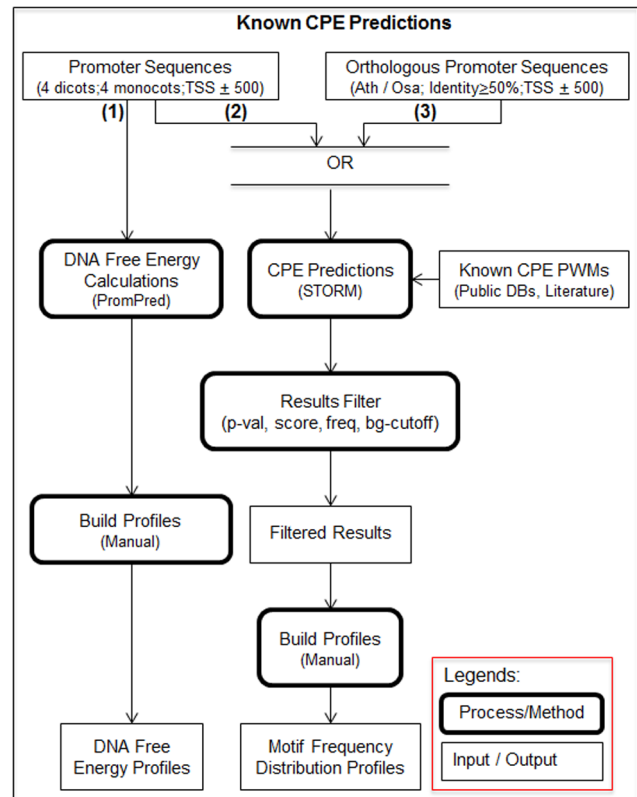 Known CPE Predictions
Promoter Sequences
(4 dicots;4 monocots;TSS ± 500)
Orthologous Promoter Sequences
(Ath / Osa; Identity≥50%;TSS ± 500)
(1)
(2)
(3)
OR
DNA Free Energy
Calculations
(PromPred)
CPE Predictions
(STORM)
Known CPE PWMs
(Public DBs, Literature)
Results Filter
(p-val, score, freq, bg-cutoff)
Build Profiles
(Manual)
Filtered Results
Build Profiles
(Manual)
DNA Free
Energy Profiles
Motif Frequency
Distribution Profiles
Legends:
Process/Method
Input / Output